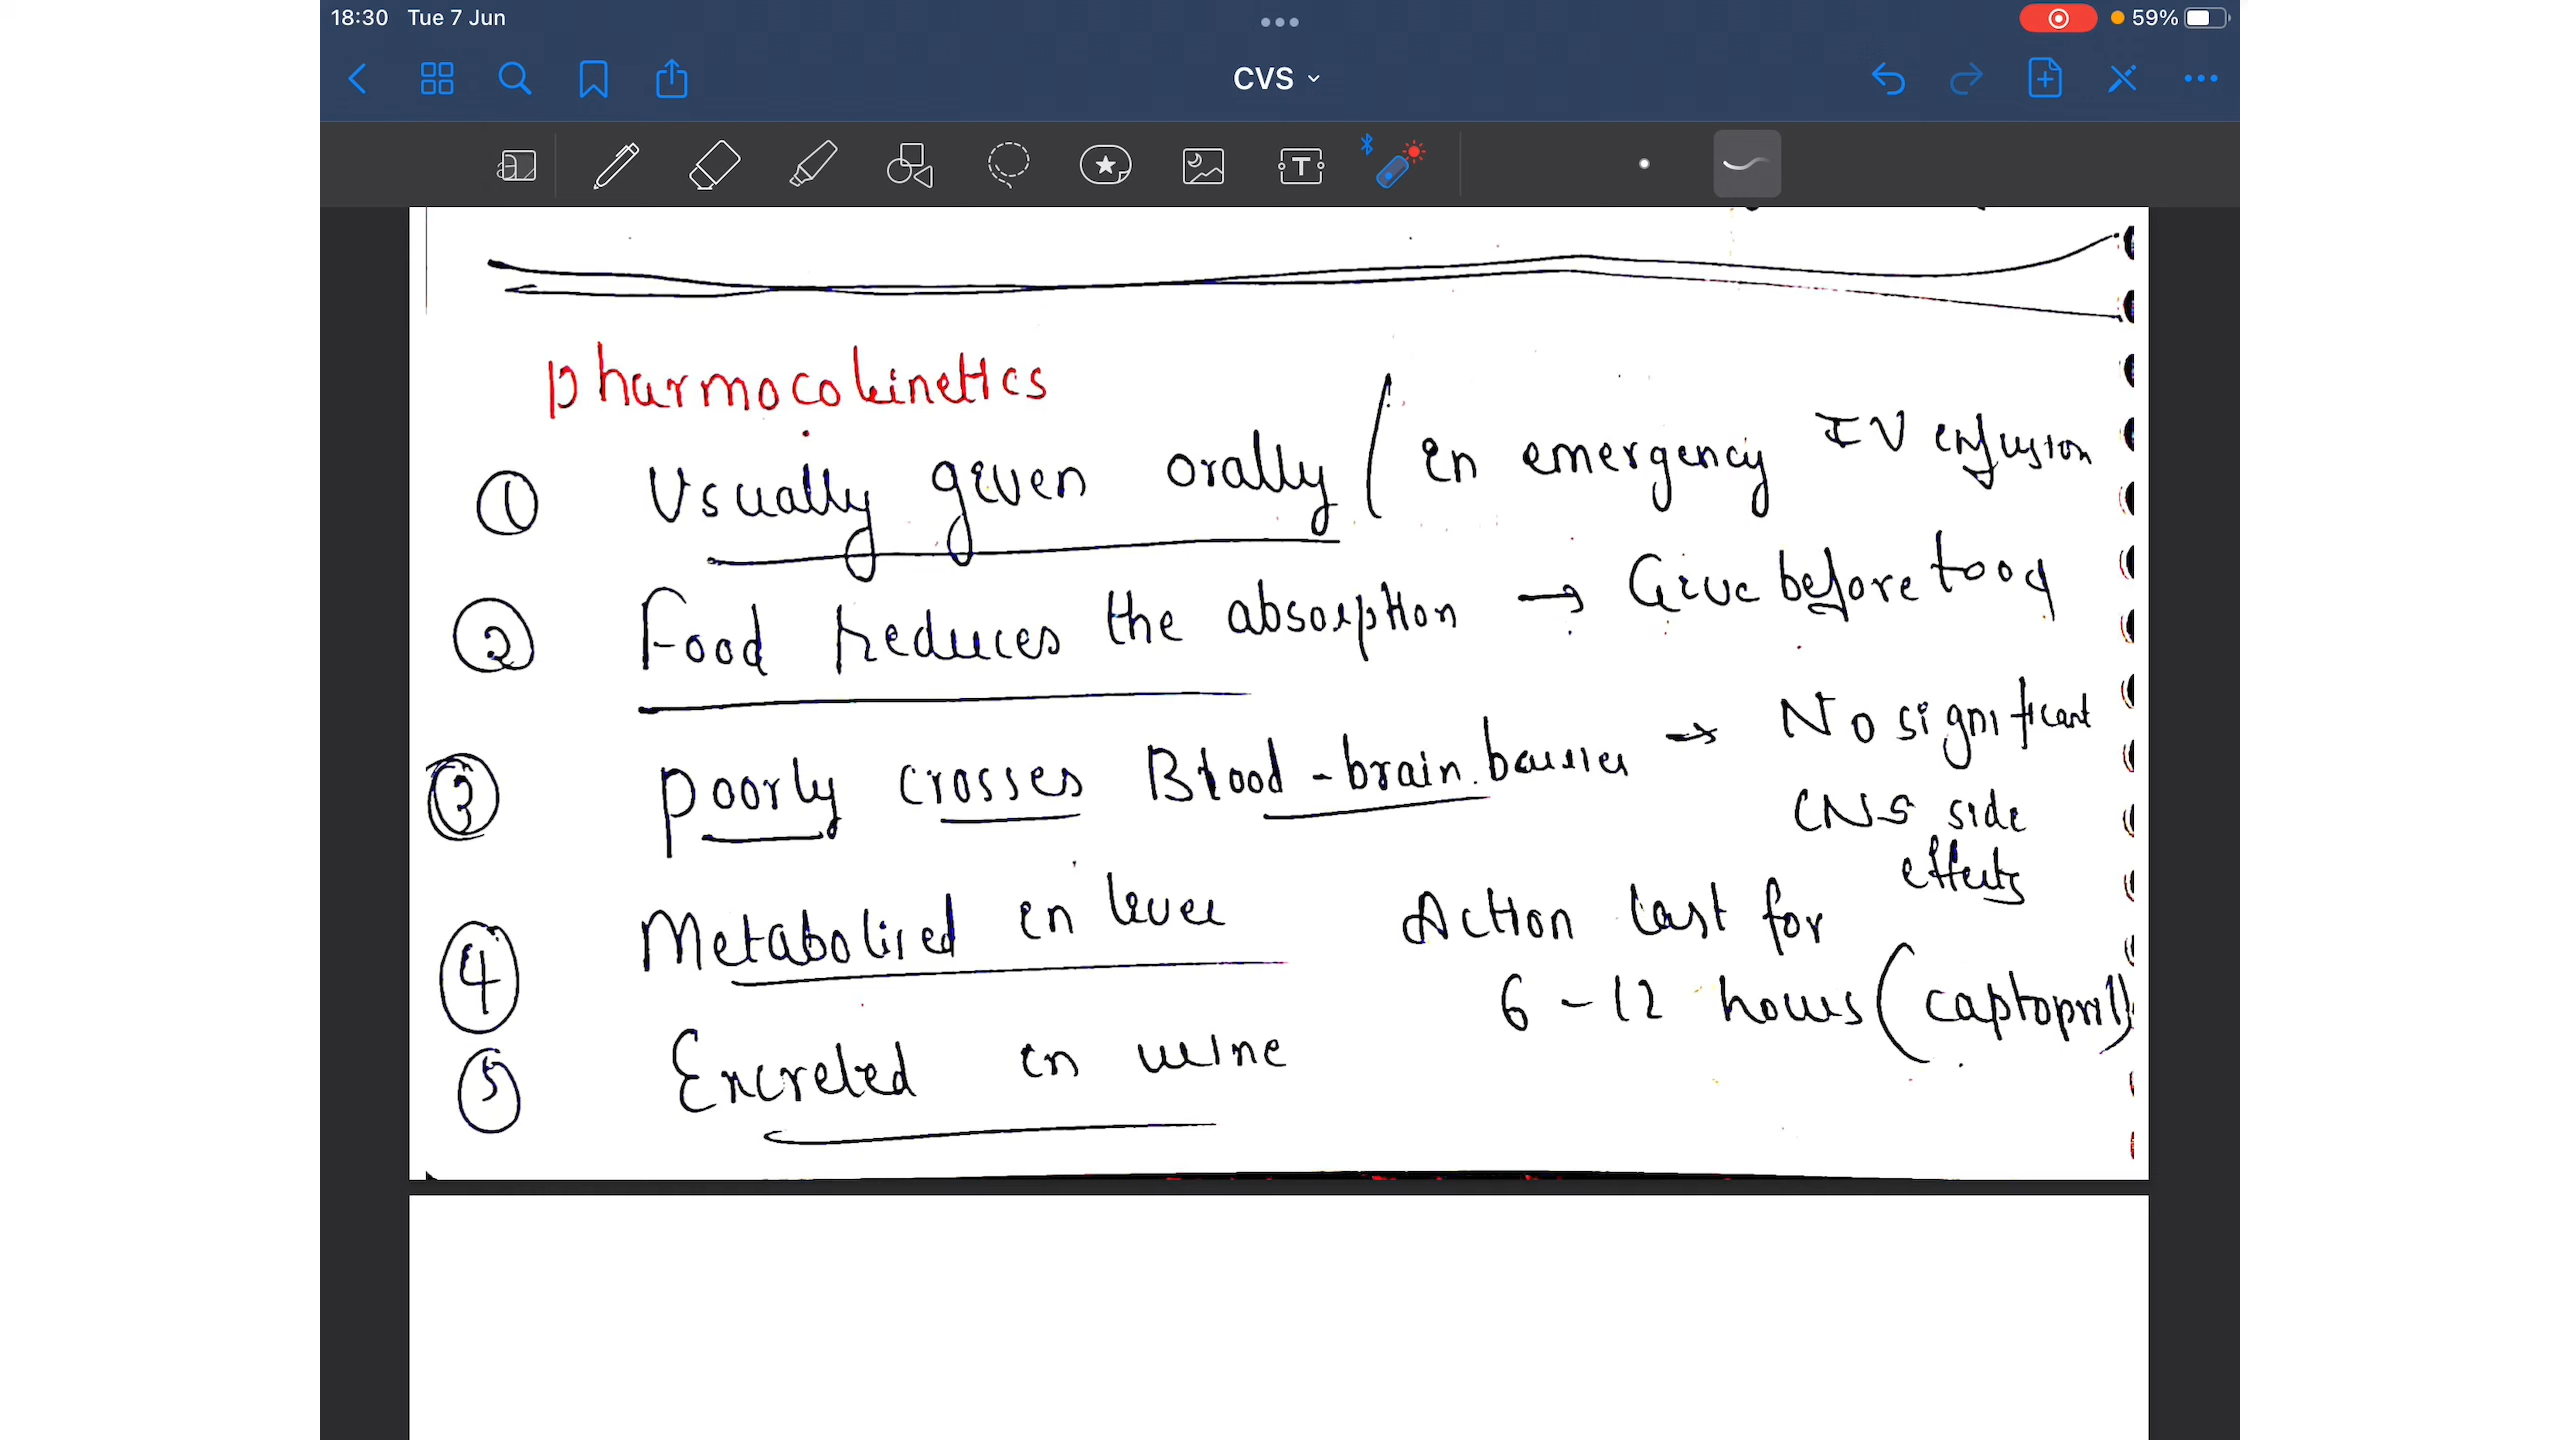 18:30 Tue 7 Jun 59%
CVS
Pharmocokinetics
① Usually given orally / in emergency IV infusion
② Food reduces the absorption → Give before food
③ Poorly crosses Blood-brain barrier → No significant
CNS side
effects
④ Metabolised in liver Action last for
6 - 12 hours (captopril)
⑤ Excreted in urine